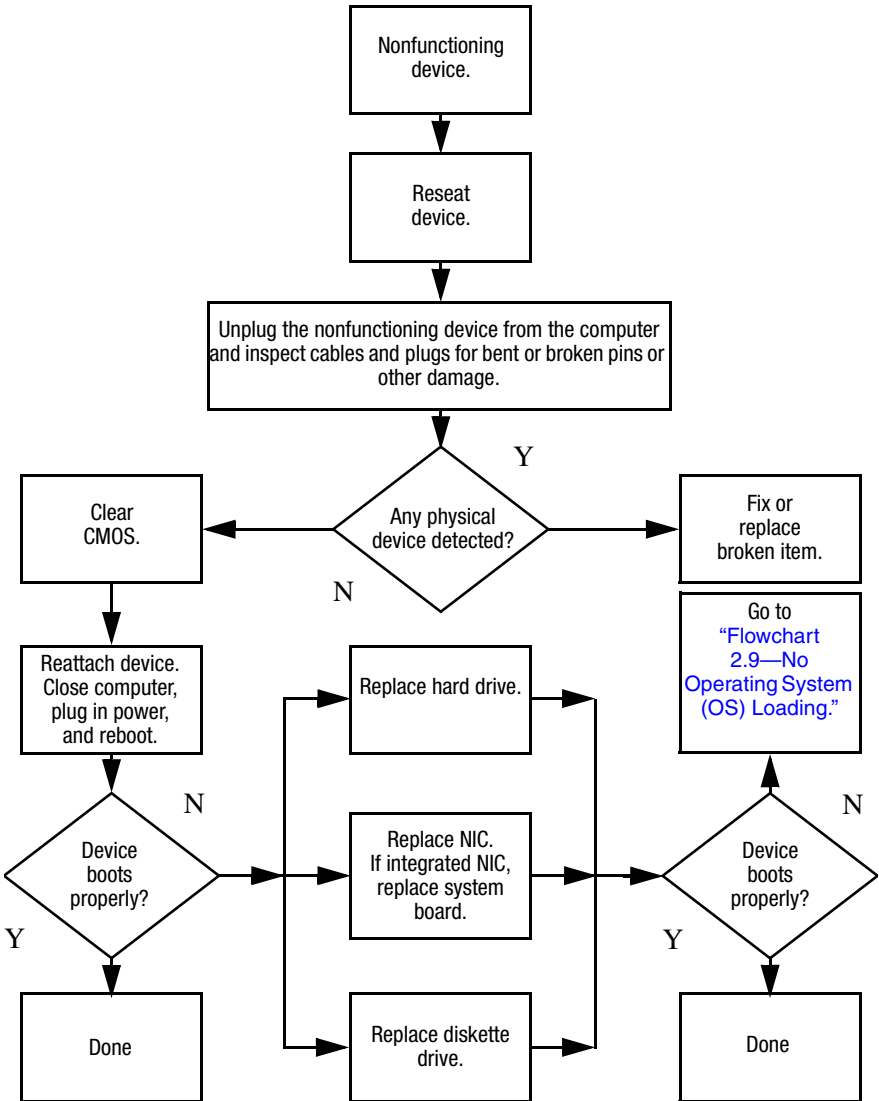 Nonfunctioning
device.
Reseat
device.
Unplug the nonfunctioning device from the computer
and inspect cables and plugs for bent or broken pins or
other damage.
Y
Any physical
device detected?
N
Clear
CMOS.
Fix or
replace
broken item.
Go to
“Flowchart
2.9—No
Operating System
(OS) Loading.”
Reattach device.
Close computer,
plug in power,
and reboot.
Replace hard drive.
N
Device
boots
properly?
Y
Replace NIC.
If integrated NIC,
replace system
board.
N
Device
boots
properly?
Y
Done
Replace diskette
drive.
Done